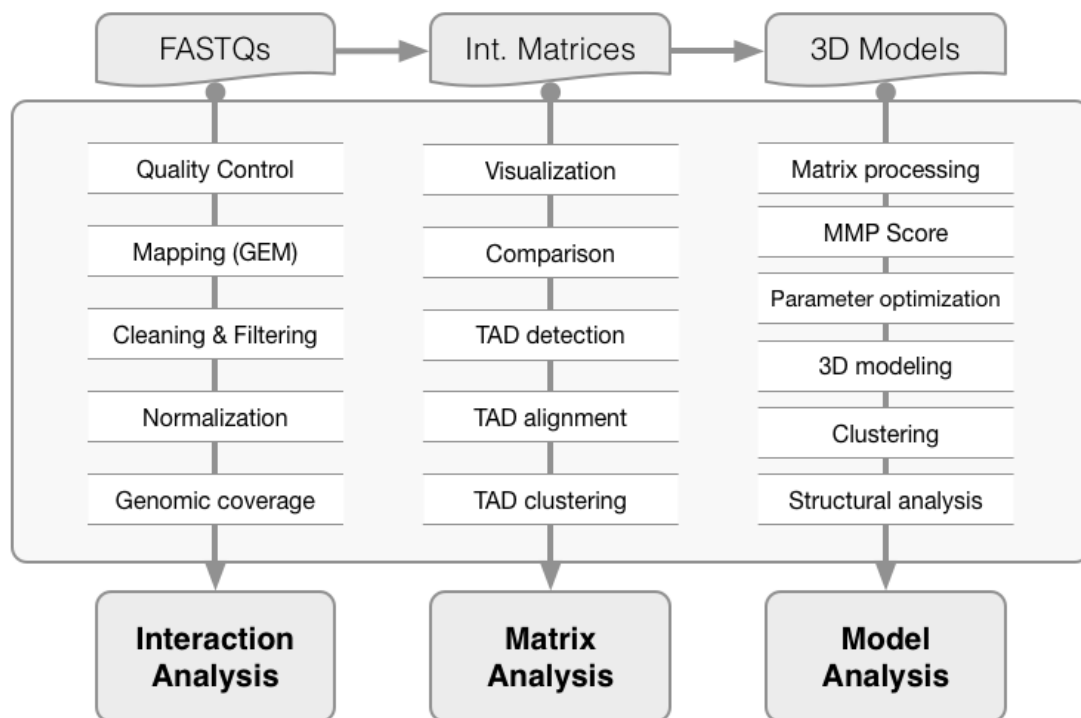 FASTQs
Int. Matrices
3D Models
Quality Control
Mapping (GEM)
Cleaning & Filtering
Normalization
Genomic coverage
Visualization
Comparison
TAD detection
TAD alignment
TAD clustering
Matrix processing
MMP Score
Parameter optimization
3D modeling
Clustering
Structural analysis
Interaction
Analysis
Matrix
Analysis
Model
Analysis